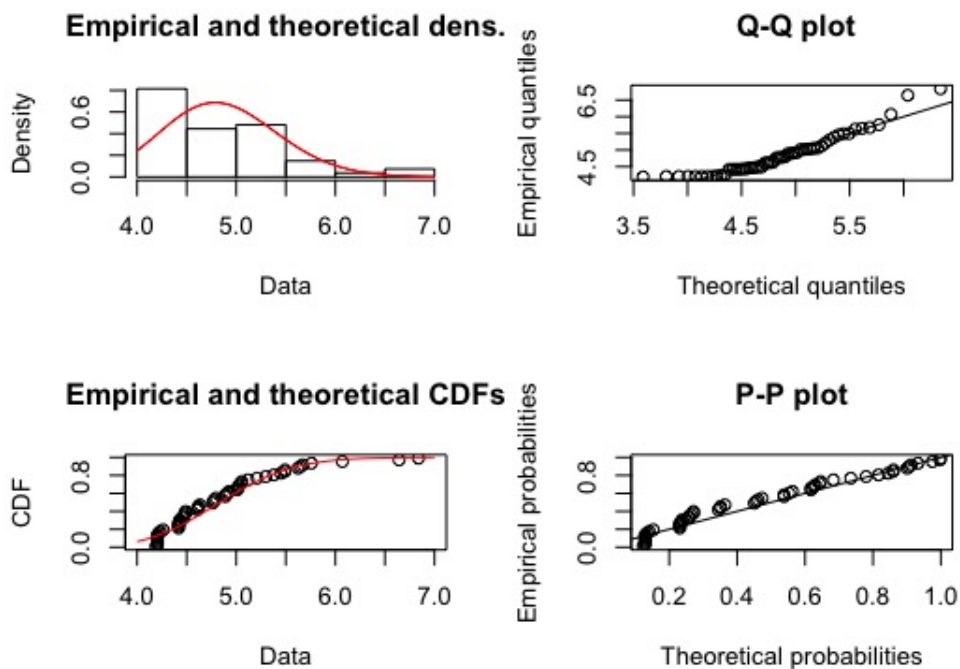 Empirical and theoretical dens.
Density
0.0
0.6
4.0 5.0 6.0 7.0
Data
Q-Q plot
Empirical quantiles
4.5
6.5
3.5 4.5 5.5
Theoretical quantiles
Empirical and theoretical CDFs
CDF
0.0
0.8
4.0 5.0 6.0 7.0
Data
P-P plot
Empirical probabilities
0.0
0.8
0.2 0.4 0.6 0.8 1.0
Theoretical probabilities